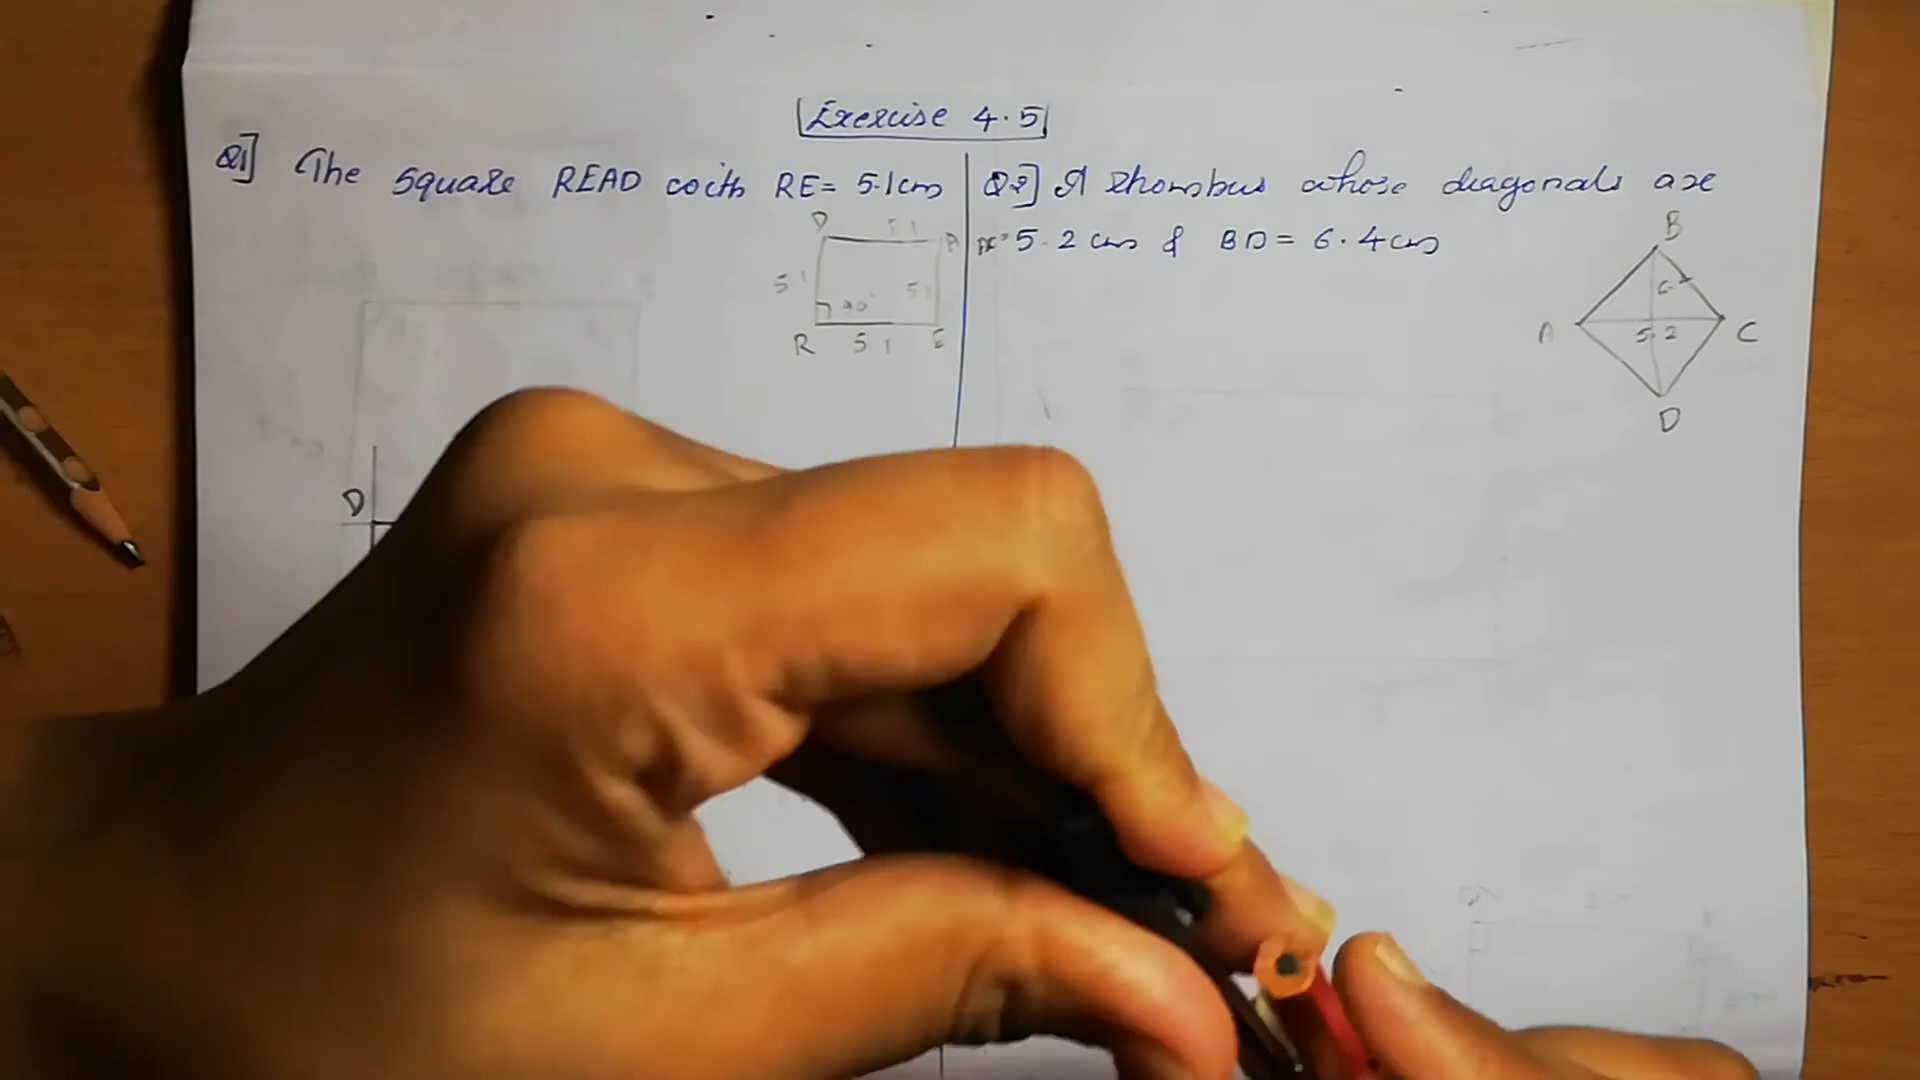 Exercise 4.5
Q1] The square READ with RE= 5.1cm
D 5.1 A
5.1 90° 5.1
R 5.1 E
D
Q2] A rhombus whose diagonals are
AC= 5.2 cm & BD= 6.4cm
B
A 5.2 C
D